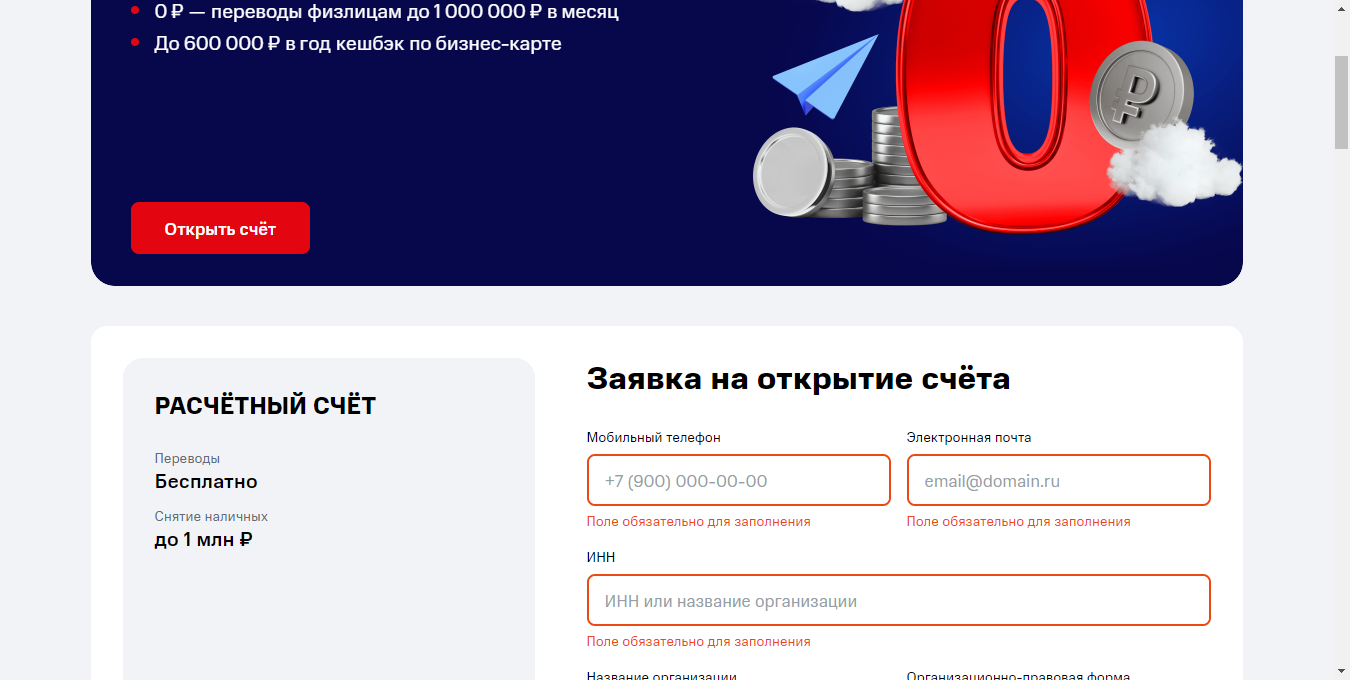 0 ₽ — переводы физлицам до 1 000 000 ₽ в месяц
До 600 000 ₽ в год кешбэк по бизнес-карте
Открыть счёт
РАСЧЁТНЫЙ СЧЁТ
Переводы
Бесплатно
Снятие наличных
до 1 млн ₽
Заявка на открытие счёта
Мобильный телефон
Электронная почта
+7 (900) 000-00-00
email@domain.ru
Поле обязательно для заполнения
Поле обязательно для заполнения
ИНН
ИНН или название организации
Поле обязательно для заполнения
Название организации
Организационно-правовая форма